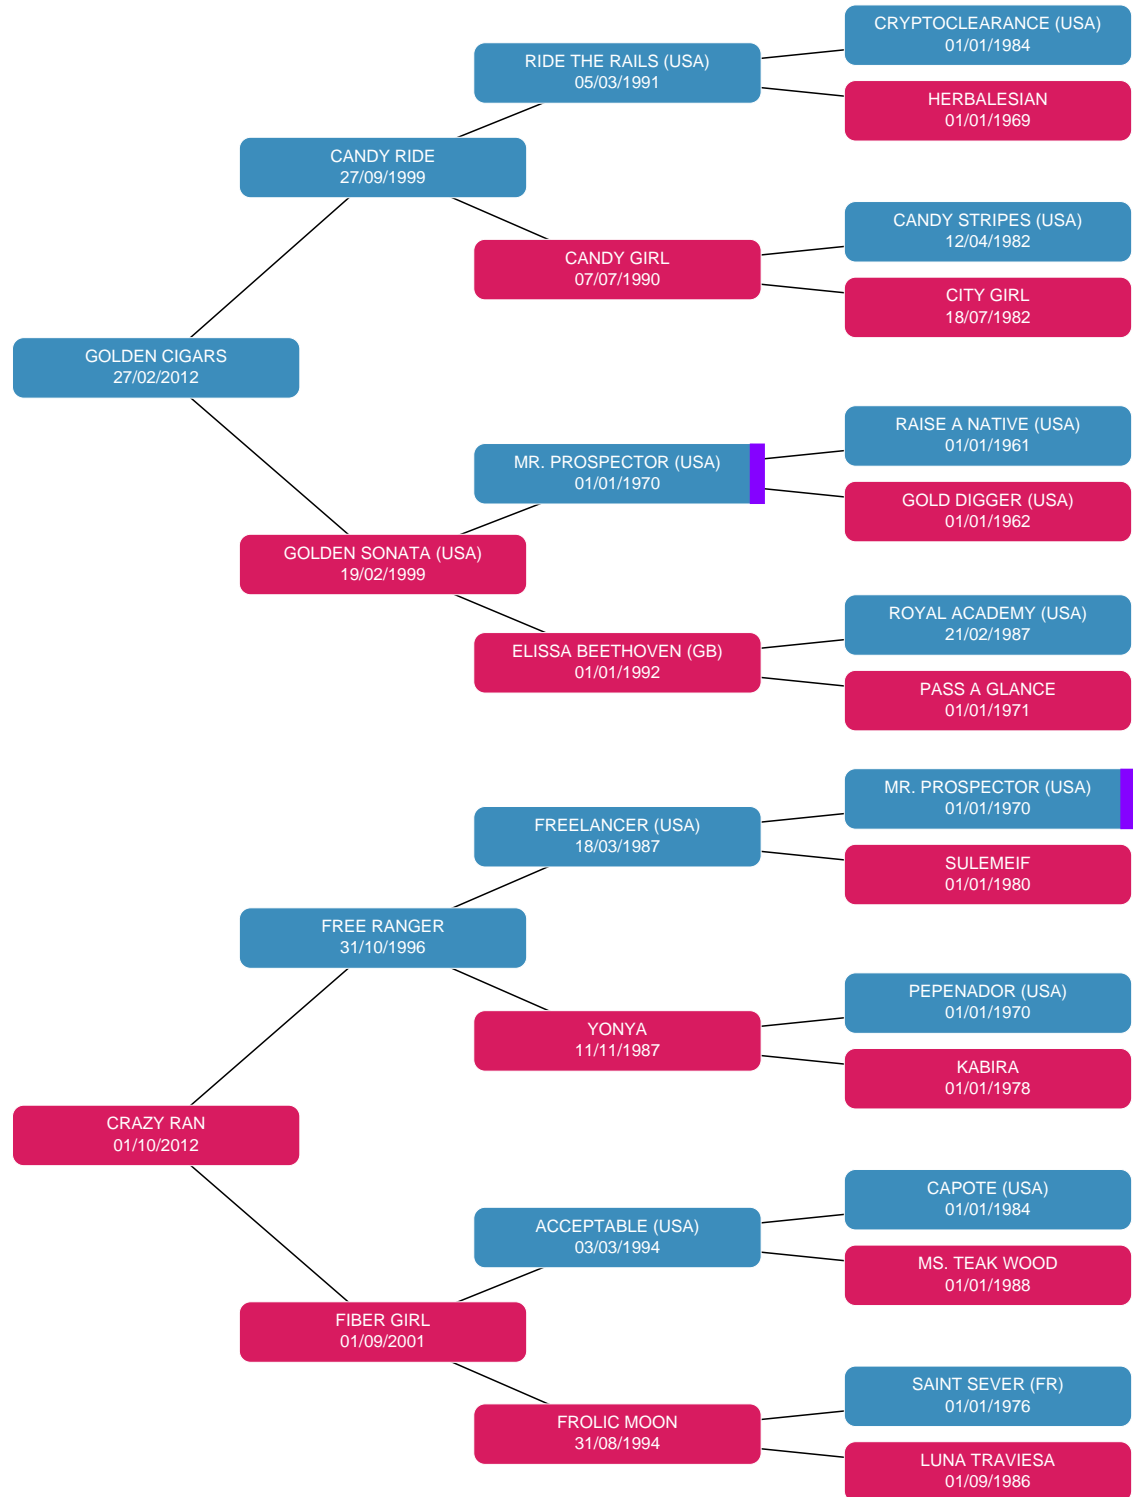 CRYPTOCLEARANCE (USA)
01/01/1984
RIDE THE RAILS (USA)
05/03/1991
HERBALESIAN
01/01/1969
CANDY RIDE
27/09/1999
CANDY STRIPES (USA)
12/04/1982
CANDY GIRL
07/07/1990
CITY GIRL
18/07/1982
GOLDEN CIGARS
27/02/2012
RAISE A NATIVE (USA)
01/01/1961
MR. PROSPECTOR (USA)
01/01/1970
GOLD DIGGER (USA)
01/01/1962
GOLDEN SONATA (USA)
19/02/1999
ROYAL ACADEMY (USA)
21/02/1987
ELISSA BEETHOVEN (GB)
01/01/1992
PASS A GLANCE
01/01/1971
MR. PROSPECTOR (USA)
01/01/1970
FREELANCER (USA)
18/03/1987
SULEMEIF
01/01/1980
FREE RANGER
31/10/1996
PEPENADOR (USA)
01/01/1970
YONYA
11/11/1987
KABIRA
01/01/1978
CRAZY RAN
01/10/2012
CAPOTE (USA)
01/01/1984
ACCEPTABLE (USA)
03/03/1994
MS. TEAK WOOD
01/01/1988
FIBER GIRL
01/09/2001
SAINT SEVER (FR)
01/01/1976
FROLIC MOON
31/08/1994
LUNA TRAVIESA
01/09/1986